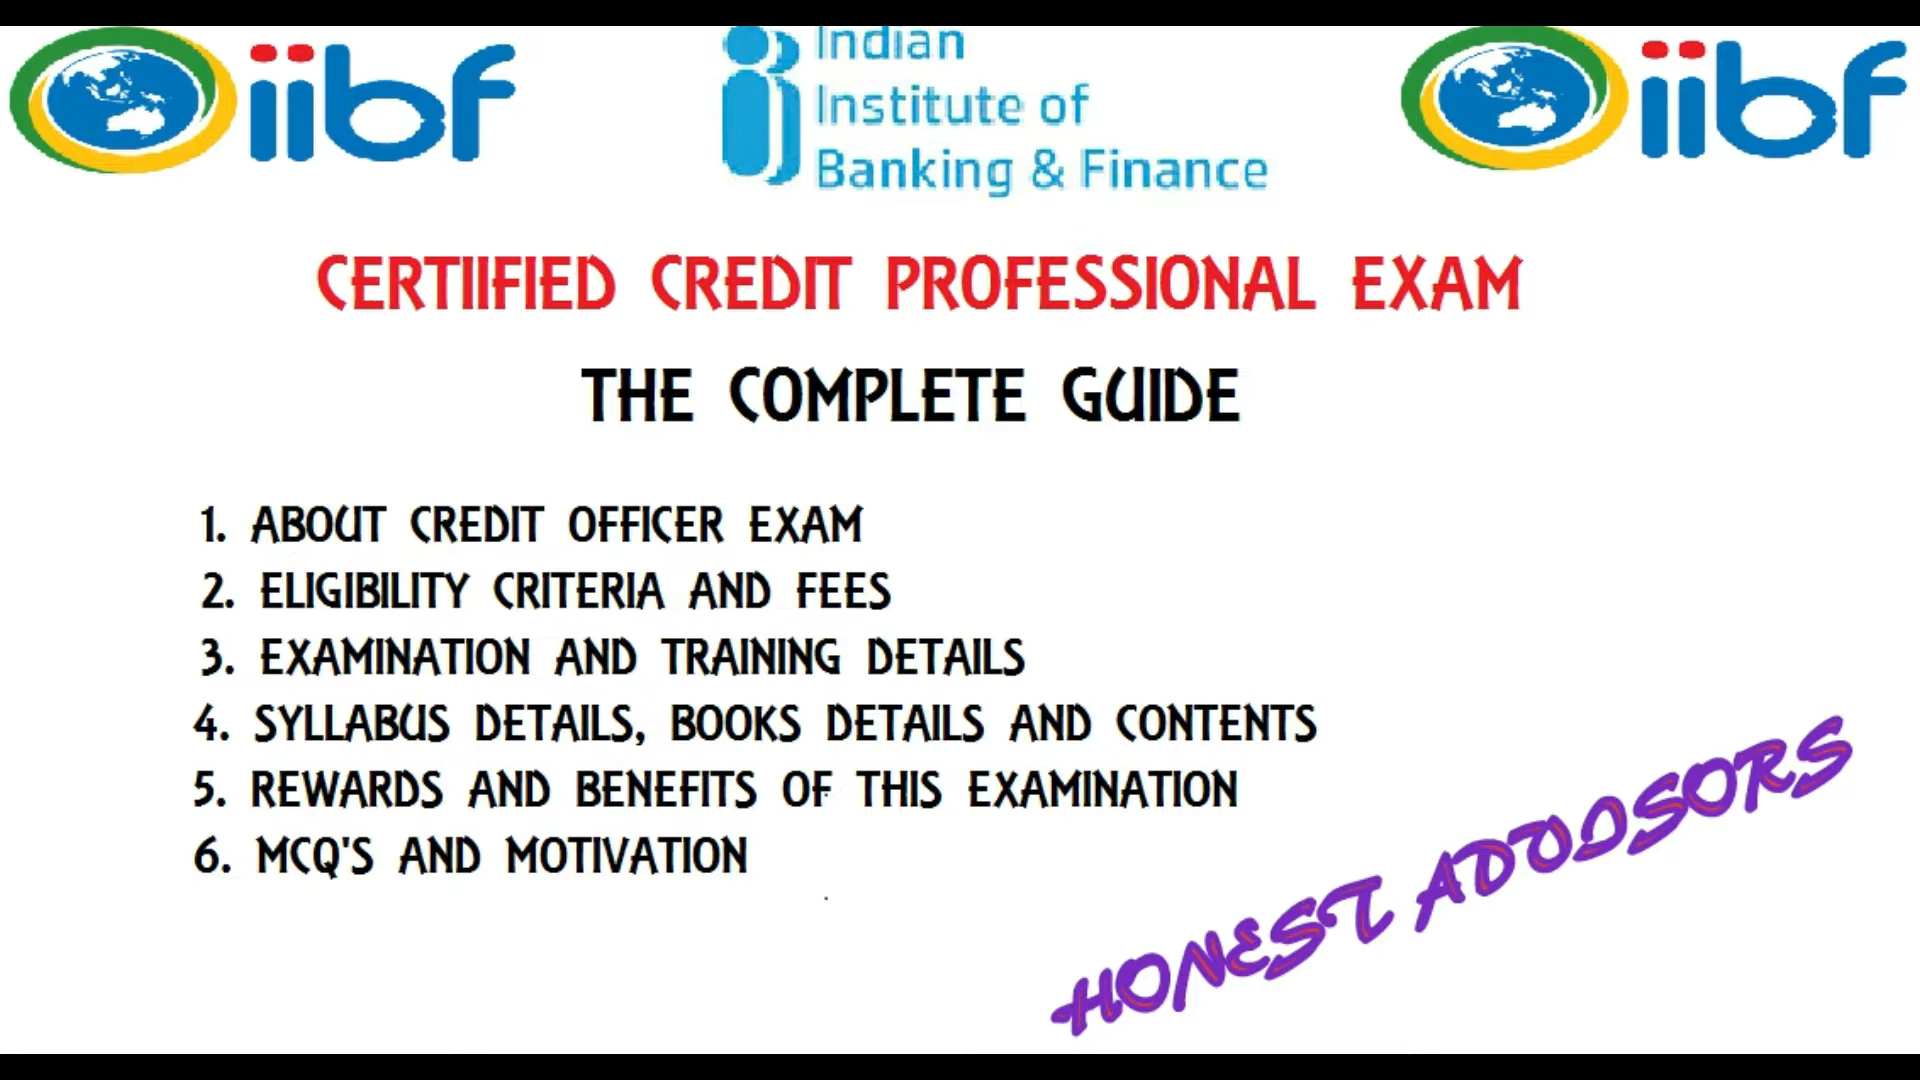 iibf
Indian
Institute of
Banking & Finance
iibf
CERTIIFIED CREDIT PROFESSIONAL EXAM
THE COMPLETE GUIDE
1. ABOUT CREDIT OFFICER EXAM
2. ELIGIBILITY CRITERIA AND FEES
3. EXAMINATION AND TRAINING DETAILS
4. SYLLABUS DETAILS, BOOKS DETAILS AND CONTENTS
5. REWARDS AND BENEFITS OF THIS EXAMINATION
6. MCQ'S AND MOTIVATION
HONEST ADVISORS